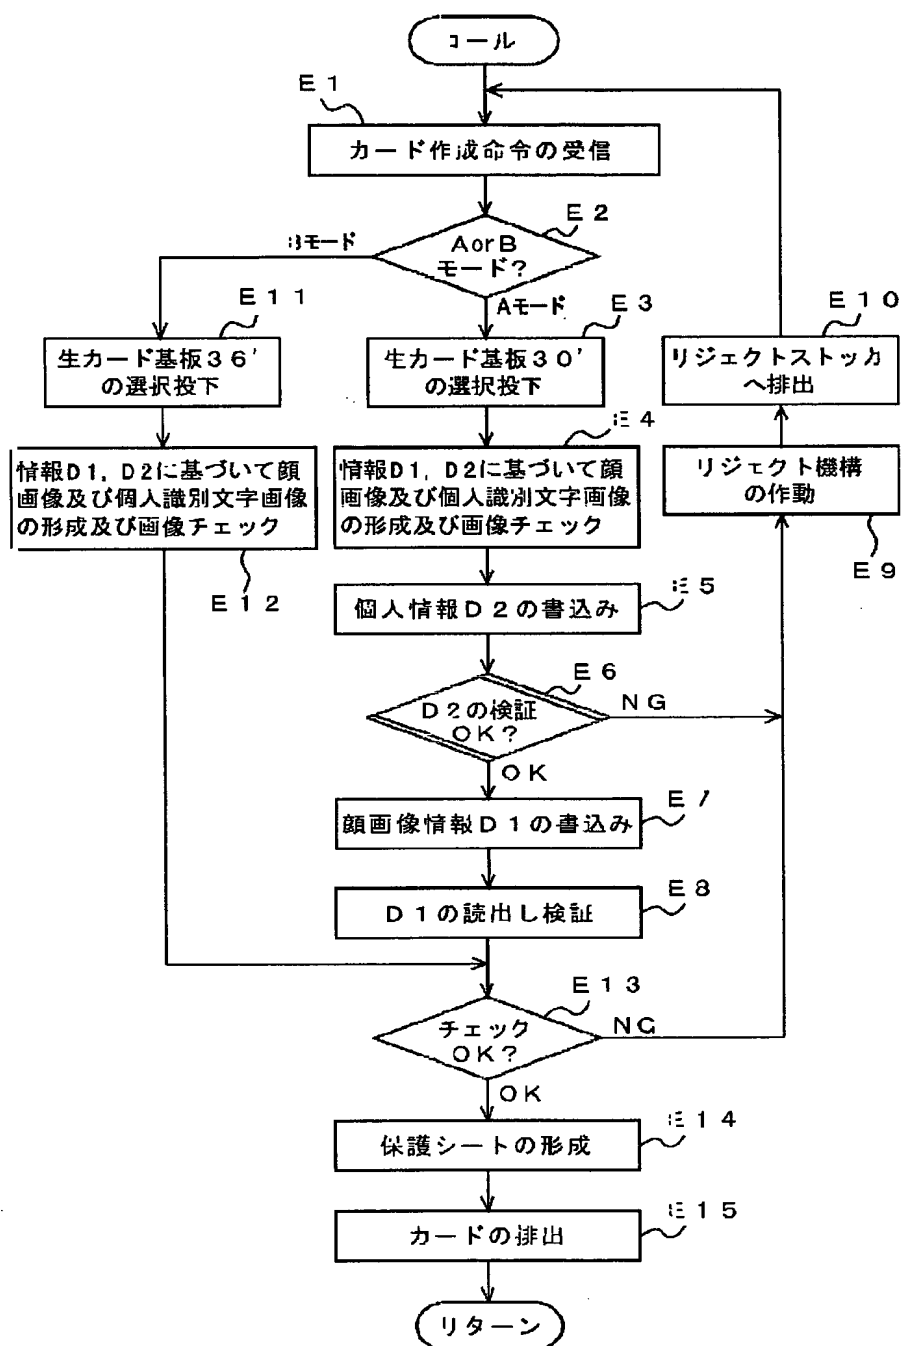 コール
E1
カード作成命令の受信
E2
AorB
モード?
Bモード
Aモード
E11
E3
E10
生カード基板36'
の選択投下
生カード基板30'
の選択投下
リジェクトストッカ
へ排出
E4
情報D1,D2に基づいて顔
画像及び個人識別文字画像
の形成及び画像チェック
情報D1,D2に基づいて顔
画像及び個人識別文字画像
の形成及び画像チェック
リジェクト機構
の作動
E9
E12
E5
個人情報D2の書込み
E6
D2の検証
OK?
NG
OK
E7
顔画像情報D1の書込み
E8
D1の読出し検証
E13
チェック
OK?
NG
OK
E14
保護シートの形成
E15
カードの排出
リターン